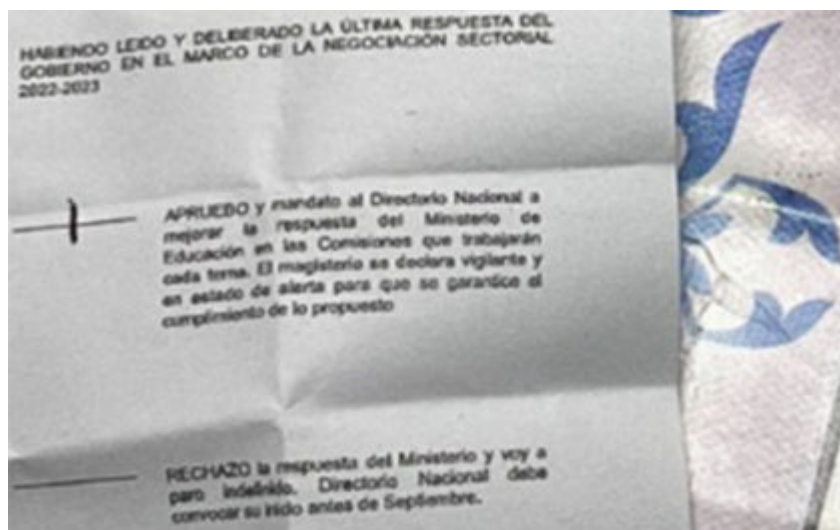 HABIENDO LEIDO Y DELIBERADO LA ÚLTIMA RESPUESTA DEL
GOBIERNO EN EL MARCO DE LA NEGOCIACIÓN SECTORIAL
2022-2023
APRUEBO y mandato al Directorio Nacional a
mejorar la respuesta del Ministerio de
Educación en las Comisiones que trabajarán
cada tema. El magisterio se declara vigilante y
en estado de alerta para que se garantice el
cumplimiento de lo propuesto
RECHAZO la respuesta del Ministerio y voy a
paro indefinido. Directorio Nacional debe
convocar su inicio antes de Septiembre.